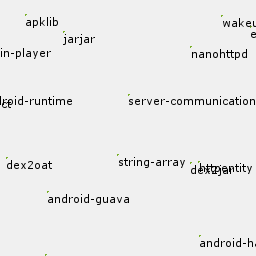 apklib
wakeu
e
jarjar
in-player
nanohttpd
droid-runtime
ct
server-communication
string-array
dex2oat
dex2jar
httpentity
android-guava
android-ha